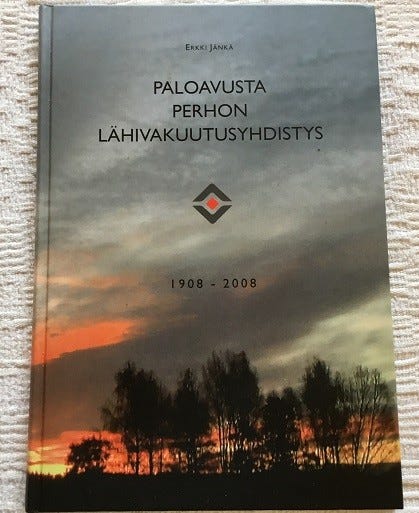 ERKKI JÄNKÄ
PALOAVUSTA
PERHON
LÄHIVAKUUTUSYHDISTYS
1908 - 2008